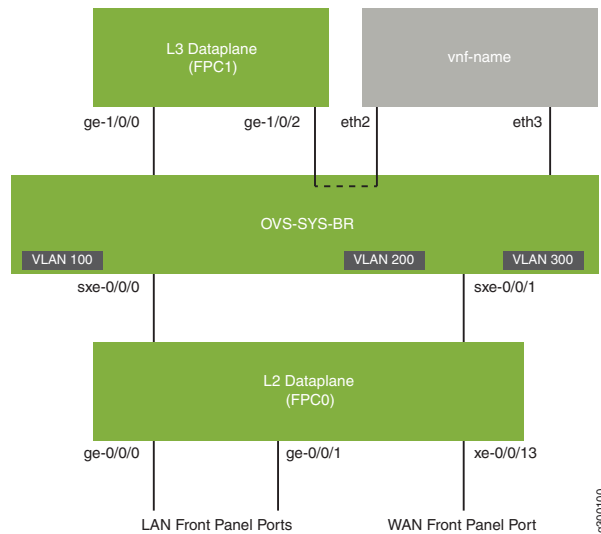 L3 Dataplane
(FPC1)
vnf-name
ge-1/0/0
ge-1/0/2
eth2
eth3
OVS-SYS-BR
VLAN 100
VLAN 200
VLAN 300
sxe-0/0/0
sxe-0/0/1
L2 Dataplane
(FPC0)
ge-0/0/0
ge-0/0/1
xe-0/0/13
LAN Front Panel Ports
WAN Front Panel Port
g300100